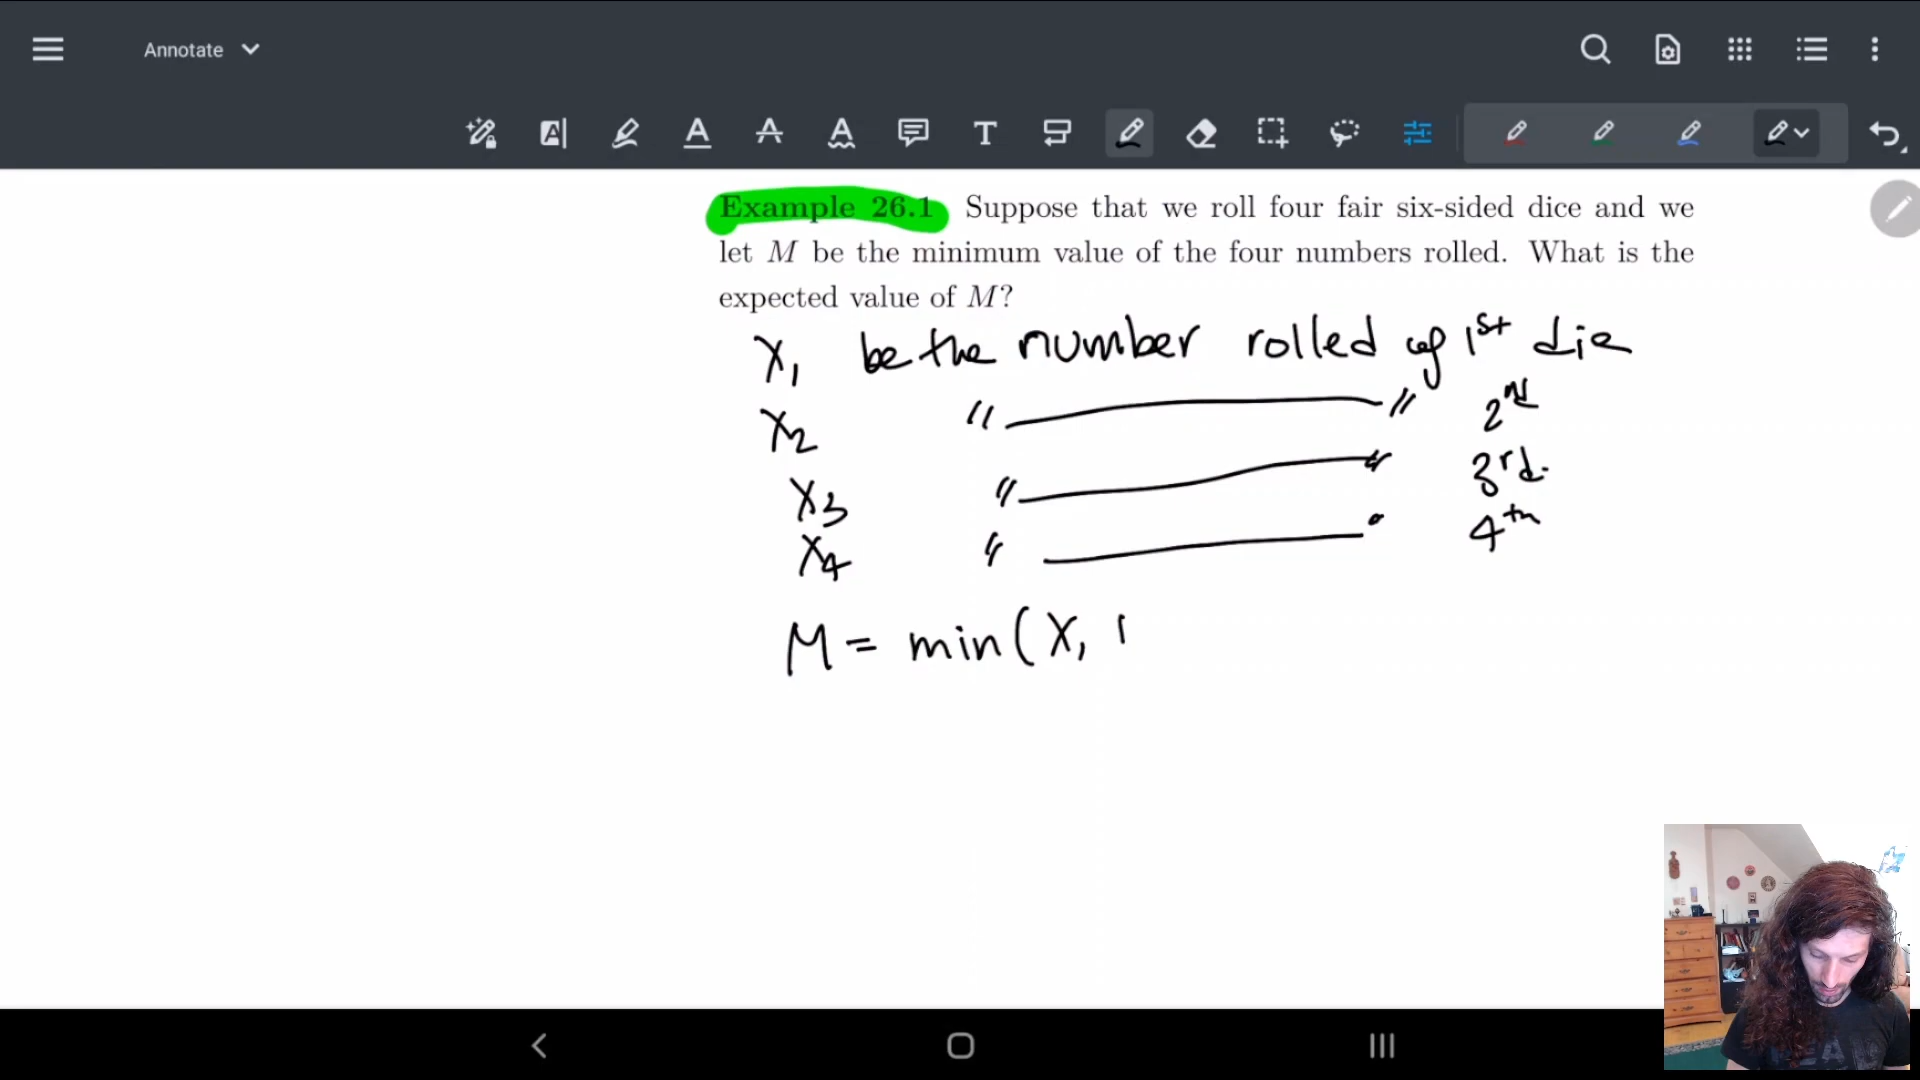 Annotate
Example 26.1 Suppose that we roll four fair six-sided dice and we
let M be the minimum value of the four numbers rolled. What is the
expected value of M?
X₁ be the number rolled of 1st die
X₂ " ——— " 2nd
X₃ " ——— " 3rd.
X₄ " ——— " 4th
M = min(X₁